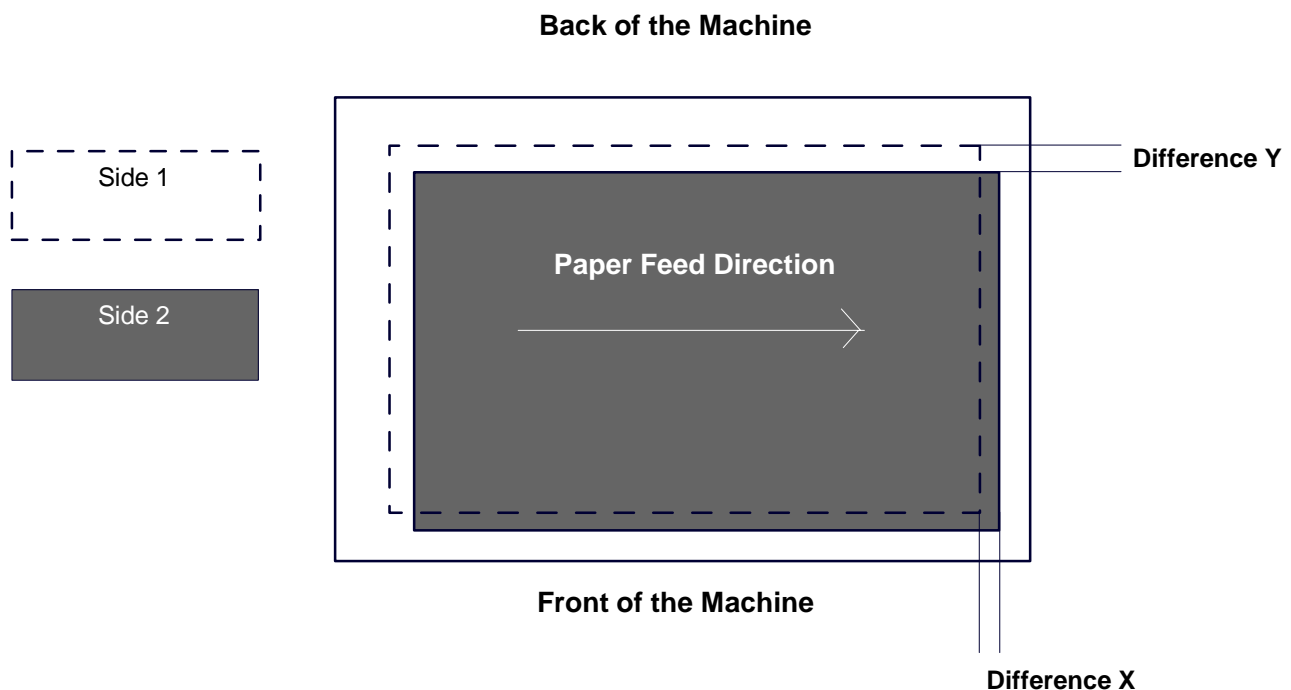 Back of the Machine
Side 1
Difference Y
Paper Feed Direction
Side 2
Front of the Machine
Difference X